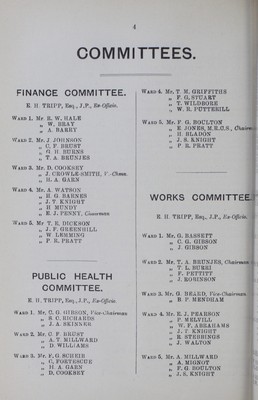 4
COMMITTEES.
FINANCE COMMITTEE.
E. H. TRIPP, Esq., J.P., Ex-Officio.
WARD 1. Mr. R. W. HALE
„ W. BRAY
„ A. BAREY
WARD 2. Mr. J JOHNSON
„ C. F. BRUST
„ G H BURNS
„ T. A. BRUNJES
WARD 3. Mr. D. COOKSEY
„ J. CROWLE-SMITH, V.-Chmn.
„ H. A. GARN
WARD 4. Mr. A. WATSON
„ R. G. BARNES
„ J. T. KNIGHT
„ H MUNDY
„ E. J. PENNY, Chairman
WARD 5. Mr T. E. DICKSON
„ J. F. GREENHILL
„ W. LEMMING
„ P. R. PRATT
PUBLIC HEALTH
COMMITTEE.
E. H. TRIPP, Esq., J.P., Ex-Officio.
WARD 1. Mr. C. G. GIBSON, Vice-Chairman
„ B. C. RICHARDS
„ J. A. SKINNER
WARD 2. Mr. C. F. BRUST
„ A. T. MILLWARD
„ D. WILLIAMS
WARD 3. Mr. F. G. SCHEIB
„ C. FORTESCUE
„ H. A. GARN
„ D. COOKSEY
WARD 4. Mr. T. M. GRIFFITHS
„ F. G. STUART
„ T. WILDBORE
„ W. R. PUTTERILL
WARD 5. Mr. F. G. BOULTON
„ E. JONES, M.R.C.S., Chairm
„ H. BLADON
„ J. S. KNIGHT
„ P. R. PRATT
WORKS COMMITTEE
E. H. TRIPP, Esq., J.P., Ex-Officio
WARD 1. Mr. G. BASSETT
„ C. G. GIBSON
„ J. GIBSON
WARD 2. Mr. T. A. BRUNJES, Chairman
„ T. L. BURRI
„ F. PETTITT
„ J. ROBINSON
WARD 3. Mr. G. BEARD, Vice-Chairman
„ B. P. MENDHAM
WARD 4. Mr. E. J. PEARSON
„ P. MELVILL
„ W. F. ABRAHAMS
„ J. T. KNIGHT
„ R. STEBBINGS
„ J. WALTON
WARD 5. Mr. A. MILLWARD
„ A. MIGNOT
„ F. G. BOULTON
„ J. S. KNIGHT